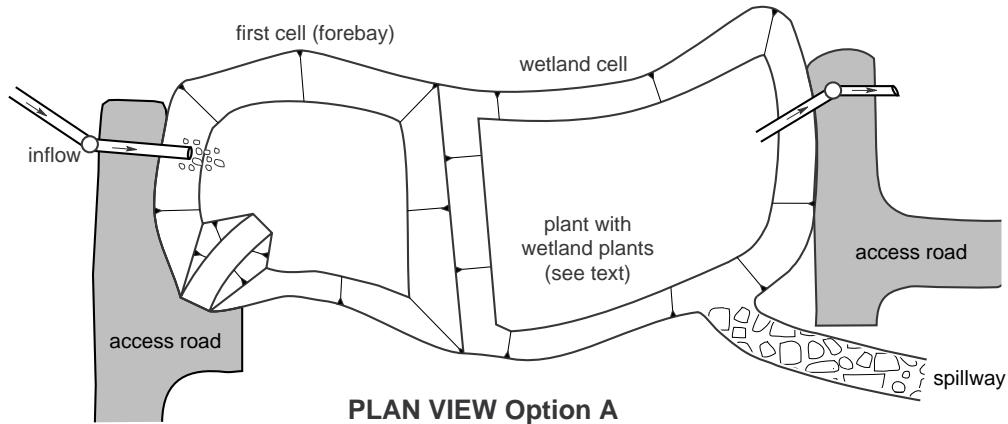 first cell (forebay)
wetland cell
inflow
plant with
wetland plants
(see text)
access road
access road
spillway
PLAN VIEW Option A